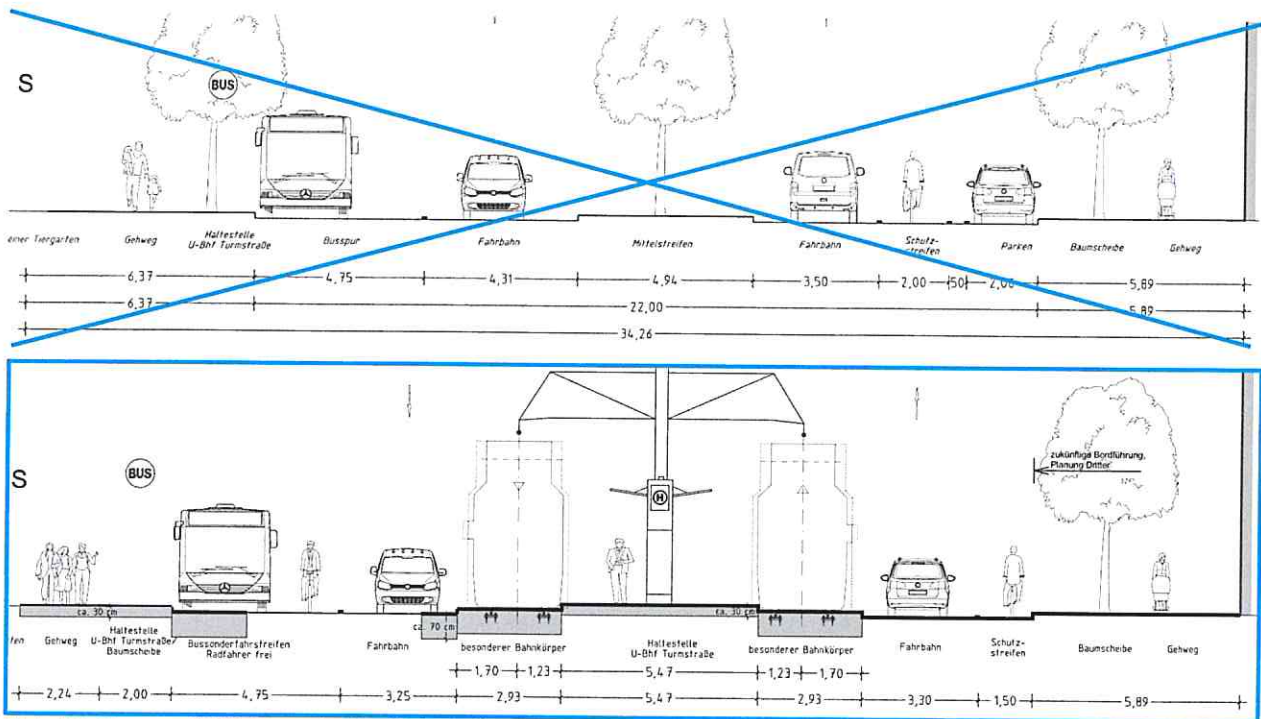 S
BUS
Gehweg
Haltestelle
U-Bhf Turmstraße
Busspur
Fahrbahn
Mittelstreifen
Fahrbahn
Schutz-
streifen
Parken
Baumscheibe
Gehweg
einer Tiergarten
6,37
4,75
4,31
4,94
3,50
2,00
50
2,00
5,89
6,37
22,00
5,89
34,26
S
BUS
H
zukünftige Bordführung,
Planung Dritter
ca. 30 cm
ca. 70 cm
ca. 30 cm
Gehweg
Haltestelle
U-Bhf Turmstraße/
Baumscheibe
Bussonderfahrstreifen
Radfahrer frei
Fahrbahn
besonderer Bahnkörper
Haltestelle
U-Bhf Turmstraße
besonderer Bahnkörper
Fahrbahn
Schutz-
streifen
Baumscheibe
Gehweg
1,70
1,23
5,47
1,23
1,70
2,24
2,00
4,75
3,25
2,93
5,47
2,93
3,30
1,50
5,89